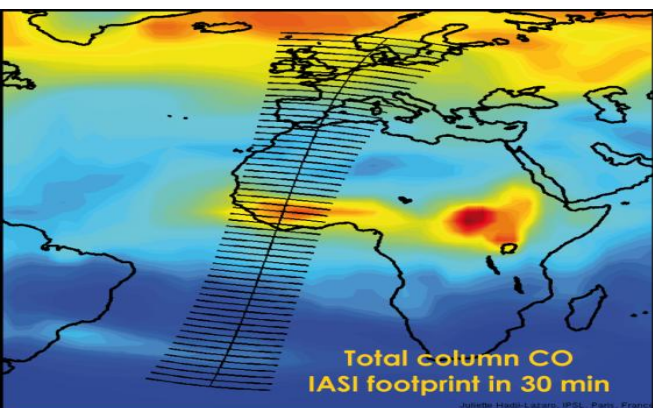 Total column CO
IASI footprint in 30 min
Juliette Hadji-Lazaro, IPSL, Paris, France